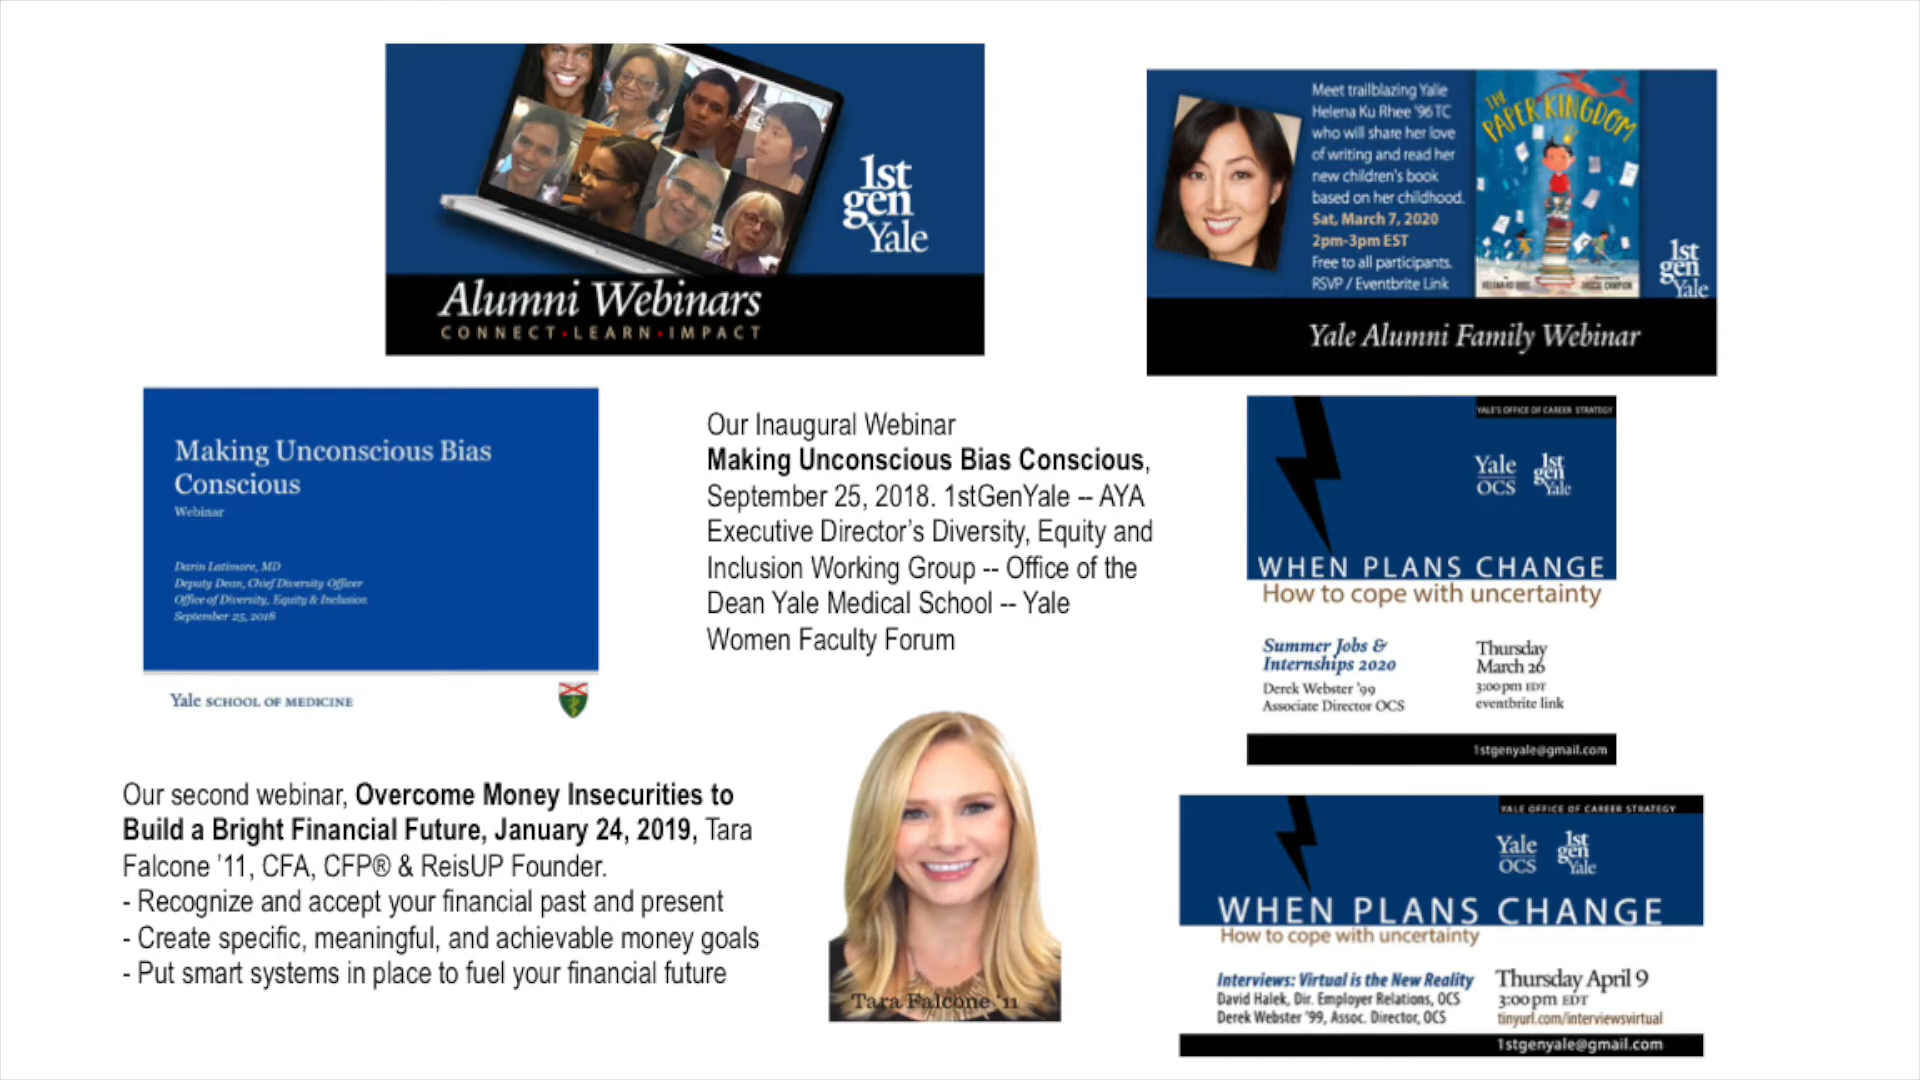 1st
gen
Yale
Alumni Webinars
CONNECT • LEARN • IMPACT
Meet trailblazing Yalie
Helena Ku Rhee '96 TC
who will share her love
of writing and read her
new children's book
based on her childhood.
Sat, March 7, 2020
2pm-3pm EST
Free to all participants.
RSVP / Eventbrite Link
THE
PAPER KINGDOM
1st
gen
Yale
Yale Alumni Family Webinar
Making Unconscious Bias
Conscious
Webinar
Darin Latimore, MD
Deputy Dean, Chief Diversity Officer
Office of Diversity, Equity & Inclusion
September 25, 2018
Yale SCHOOL OF MEDICINE
Our Inaugural Webinar
Making Unconscious Bias Conscious,
September 25, 2018. 1stGenYale -- AYA
Executive Director’s Diversity, Equity and
Inclusion Working Group -- Office of the
Dean Yale Medical School -- Yale
Women Faculty Forum
YALE'S OFFICE OF CAREER STRATEGY
Yale
OCS
1st
gen
Yale
WHEN PLANS CHANGE
How to cope with uncertainty
Summer Jobs &
Internships 2020
Derek Webster '99
Associate Director OCS
Thursday
March 26
3:00pm EDT
eventbrite link
1stgenyale@gmail.com
Our second webinar, Overcome Money Insecurities to
Build a Bright Financial Future, January 24, 2019, Tara
Falcone ’11, CFA, CFP® & ReisUP Founder.
- Recognize and accept your financial past and present
- Create specific, meaningful, and achievable money goals
- Put smart systems in place to fuel your financial future
Tara Falcone '11
YALE OFFICE OF CAREER STRATEGY
Yale
OCS
1st
gen
Yale
WHEN PLANS CHANGE
How to cope with uncertainty
Interviews: Virtual is the New Reality
David Halek, Dir. Employer Relations, OCS
Derek Webster '99, Assoc. Director, OCS
Thursday April 9
3:00pm EDT
tinyurl.com/interviewsvirtual
1stgenyale@gmail.com